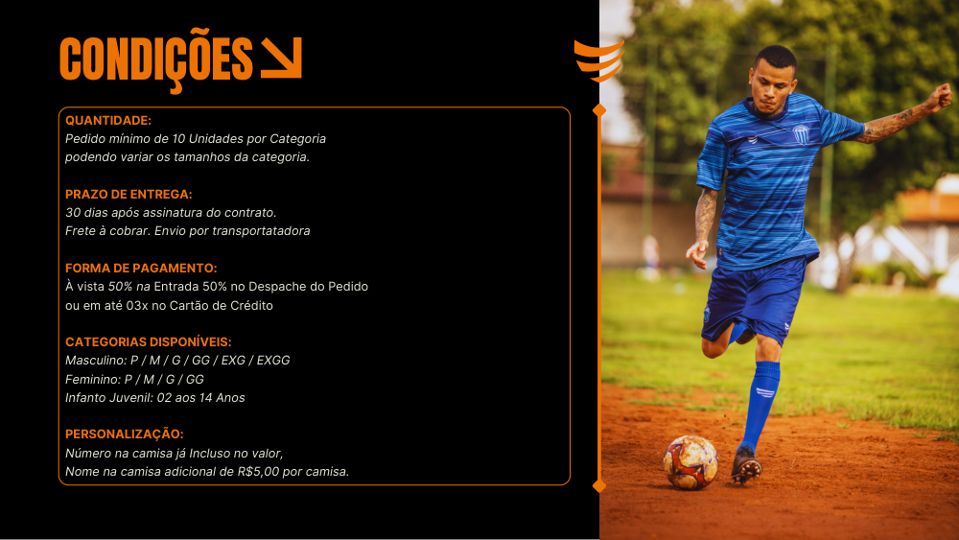 CONDIÇÕES
QUANTIDADE:
Pedido mínimo de 10 Unidades por Categoria
podendo variar os tamanhos da categoria.
PRAZO DE ENTREGA:
30 dias após assinatura do contrato.
Frete à cobrar. Envio por transportatadora
FORMA DE PAGAMENTO:
À vista 50% na Entrada 50% no Despache do Pedido
ou em até 03x no Cartão de Crédito
CATEGORIAS DISPONÍVEIS:
Masculino: P / M / G / GG / EXG / EXGG
Feminino: P / M / G / GG
Infanto Juvenil: 02 aos 14 Anos
PERSONALIZAÇÃO:
Número na camisa já Incluso no valor,
Nome na camisa adicional de R$5,00 por camisa.